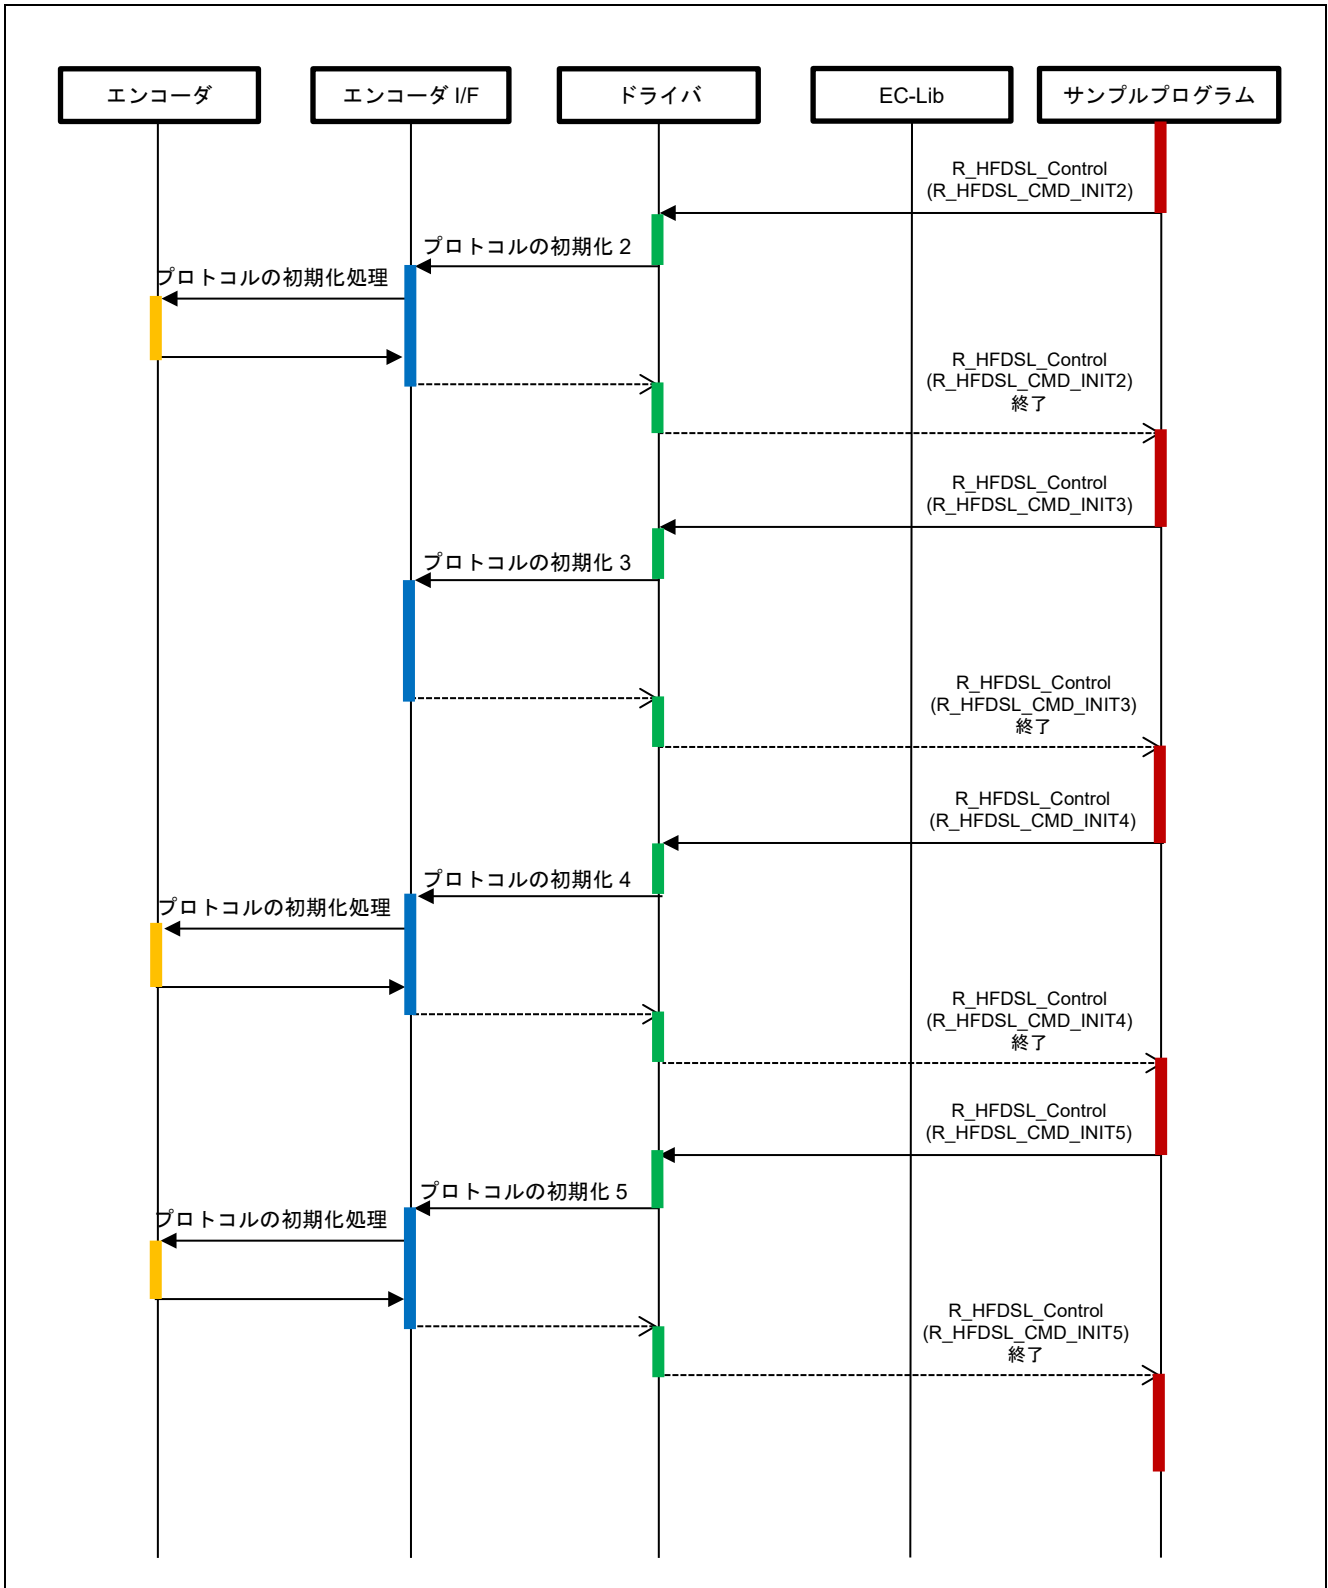 エンコーダ
エンコーダ I/F
ドライバ
EC-Lib
サンプルプログラム
R_HFDSL_Control
(R_HFDSL_CMD_INIT2)
プロトコルの初期化 2
プロトコルの初期化処理
R_HFDSL_Control
(R_HFDSL_CMD_INIT2)
終了
R_HFDSL_Control
(R_HFDSL_CMD_INIT3)
プロトコルの初期化 3
R_HFDSL_Control
(R_HFDSL_CMD_INIT3)
終了
R_HFDSL_Control
(R_HFDSL_CMD_INIT4)
プロトコルの初期化 4
プロトコルの初期化処理
R_HFDSL_Control
(R_HFDSL_CMD_INIT4)
終了
R_HFDSL_Control
(R_HFDSL_CMD_INIT5)
プロトコルの初期化 5
プロトコルの初期化処理
R_HFDSL_Control
(R_HFDSL_CMD_INIT5)
終了